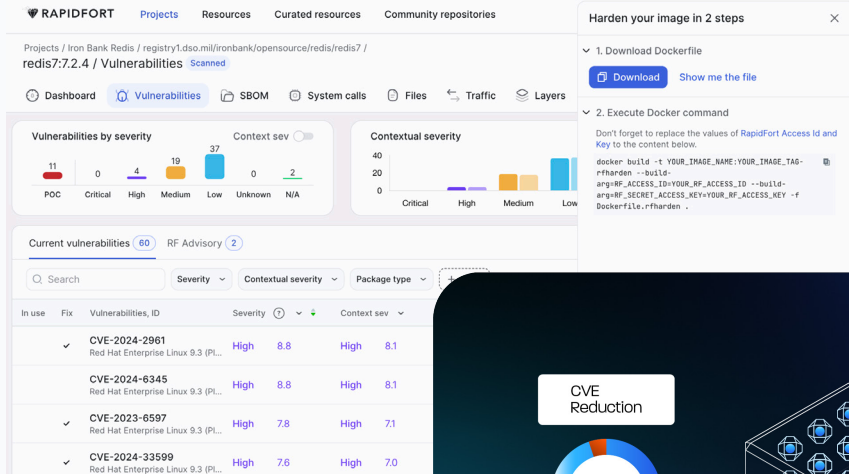 RAPIDFORT Projects Resources Curated resources Community repositories
Projects / Iron Bank Redis / registry1.dso.mil/ironbank/opensource/redis/redis7 /
redis7:7.2.4 / Vulnerabilities Scanned
Dashboard Vulnerabilities SBOM System calls Files Traffic Layers
Vulnerabilities by severity Context sev
11 0 4 19 37 0 2
POC Critical High Medium Low Unknown N/A
Contextual severity
40
20
0
Critical High Medium Low
Current vulnerabilities 60 RF Advisory 2
Search Severity Contextual severity Package type +
In use Fix Vulnerabilities, ID Severity ? Context sev
CVE-2024-2961 High 8.8 High 8.1
Red Hat Enterprise Linux 9.3 (Pl...
CVE-2024-6345 High 8.8 High 8.1
Red Hat Enterprise Linux 9.3 (Pl...
CVE-2023-6597 High 7.8 High 7.1
Red Hat Enterprise Linux 9.3 (Pl...
CVE-2024-33599 High 7.6 High 7.0
Red Hat Enterprise Linux 9.3 (Pl...
Harden your image in 2 steps
1. Download Dockerfile
Download Show me the file
2. Execute Docker command
Don't forget to replace the values of RapidFort Access Id and
Key to the content below.
docker build -t YOUR_IMAGE_NAME:YOUR_IMAGE_TAG-
rfharden --build-
arg=RF_ACCESS_ID=YOUR_RF_ACCESS_ID --build-
arg=RF_SECRET_ACCESS_KEY=YOUR_RF_ACCESS_KEY -f
Dockerfile.rfharden .
CVE
Reduction